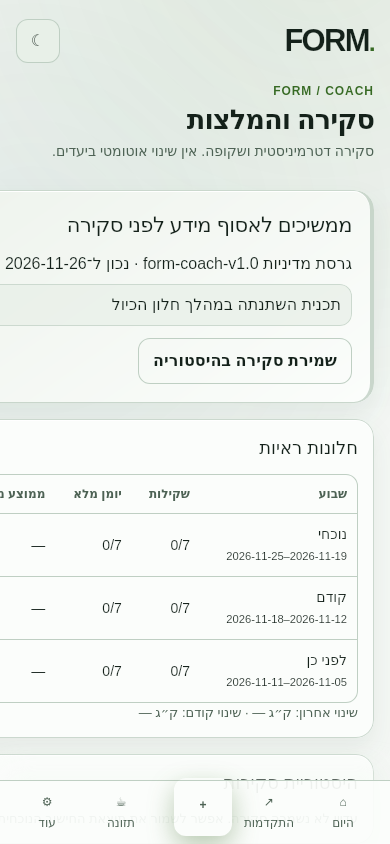 FORM.
FORM / COACH
סקירה והמלצות
סקירה דטרמיניסטית ושקופה. אין שינוי אוטומטי ביעדים.
ממשיכים לאסוף מידע לפני סקירה
גרסת מדיניות form-coach-v1.0 · נכון ל־2026-11-26
תכנית השתנתה במהלך חלון הכיול
שמירת סקירה בהיסטוריה
חלונות ראיות
שבוע שקילות יומן מלא ממוצע
נוכחי 0/7 0/7 —
2026-11-19–2026-11-25
קודם 0/7 0/7 —
2026-11-12–2026-11-18
לפני כן 0/7 0/7 —
2026-11-05–2026-11-11
שינוי אחרון: ק״ג — · שינוי קודם: ק״ג —
היסטוריית סקירות
+
היום התקדמות תזונה עוד